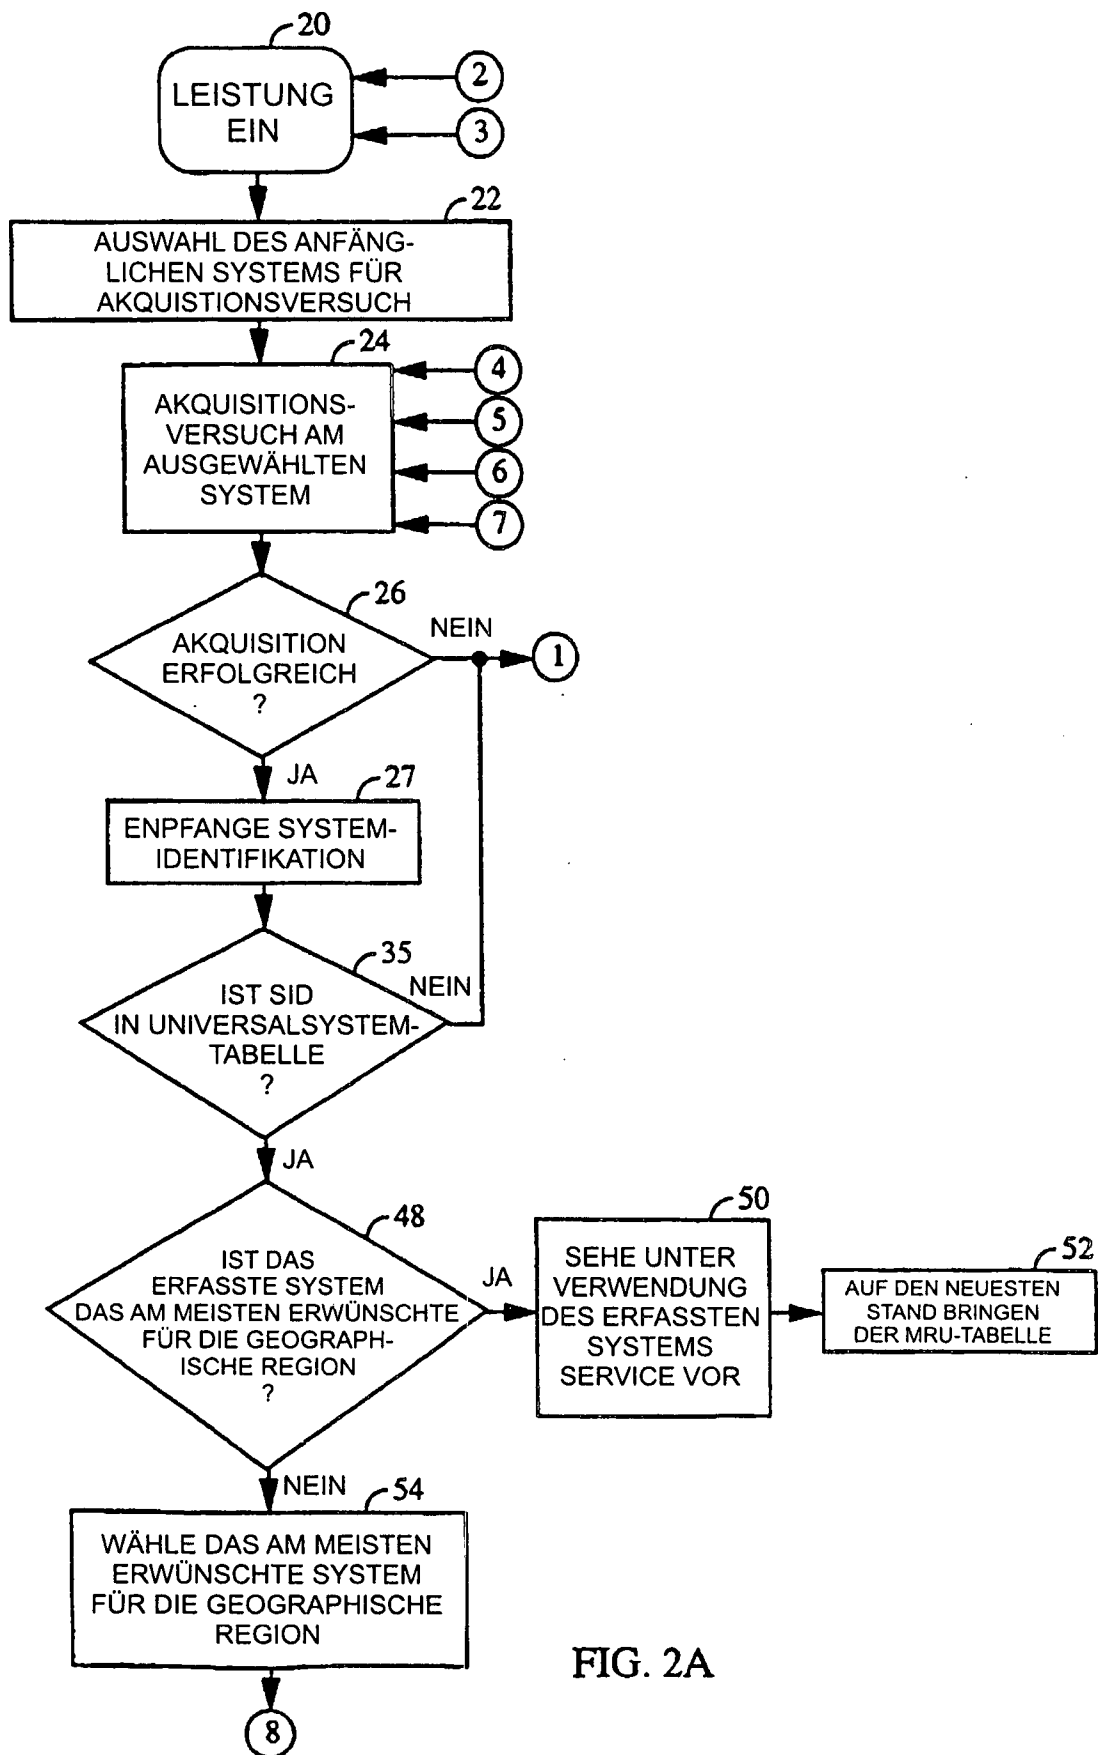 20
2
LEISTUNG
EIN
3
22
AUSWAHL DES ANFÄNG-
LICHEN SYSTEMS FÜR
AKQUISTIONSVERSUCH
24
4
AKQUISITIONS-
VERSUCH AM
AUSGEWÄHLTEN
SYSTEM
5
6
7
26
NEIN
AKQUISITION
ERFOLGREICH
?
1
JA
27
ENPFANGE SYSTEM-
IDENTIFIKATION
35
NEIN
IST SID
IN UNIVERSALSYSTEM-
TABELLE
?
JA
48
IST DAS
ERFASSTE SYSTEM
DAS AM MEISTEN ERWÜNSCHTE
FÜR DIE GEOGRAPH-
ISCHE REGION
?
JA
50
SEHE UNTER
VERWENDUNG
DES ERFASSTEN
SYSTEMS
SERVICE VOR
52
AUF DEN NEUESTEN
STAND BRINGEN
DER MRU-TABELLE
NEIN
54
WÄHLE DAS AM MEISTEN
ERWÜNSCHTE SYSTEM
FÜR DIE GEOGRAPHISCHE
REGION
8
FIG. 2A